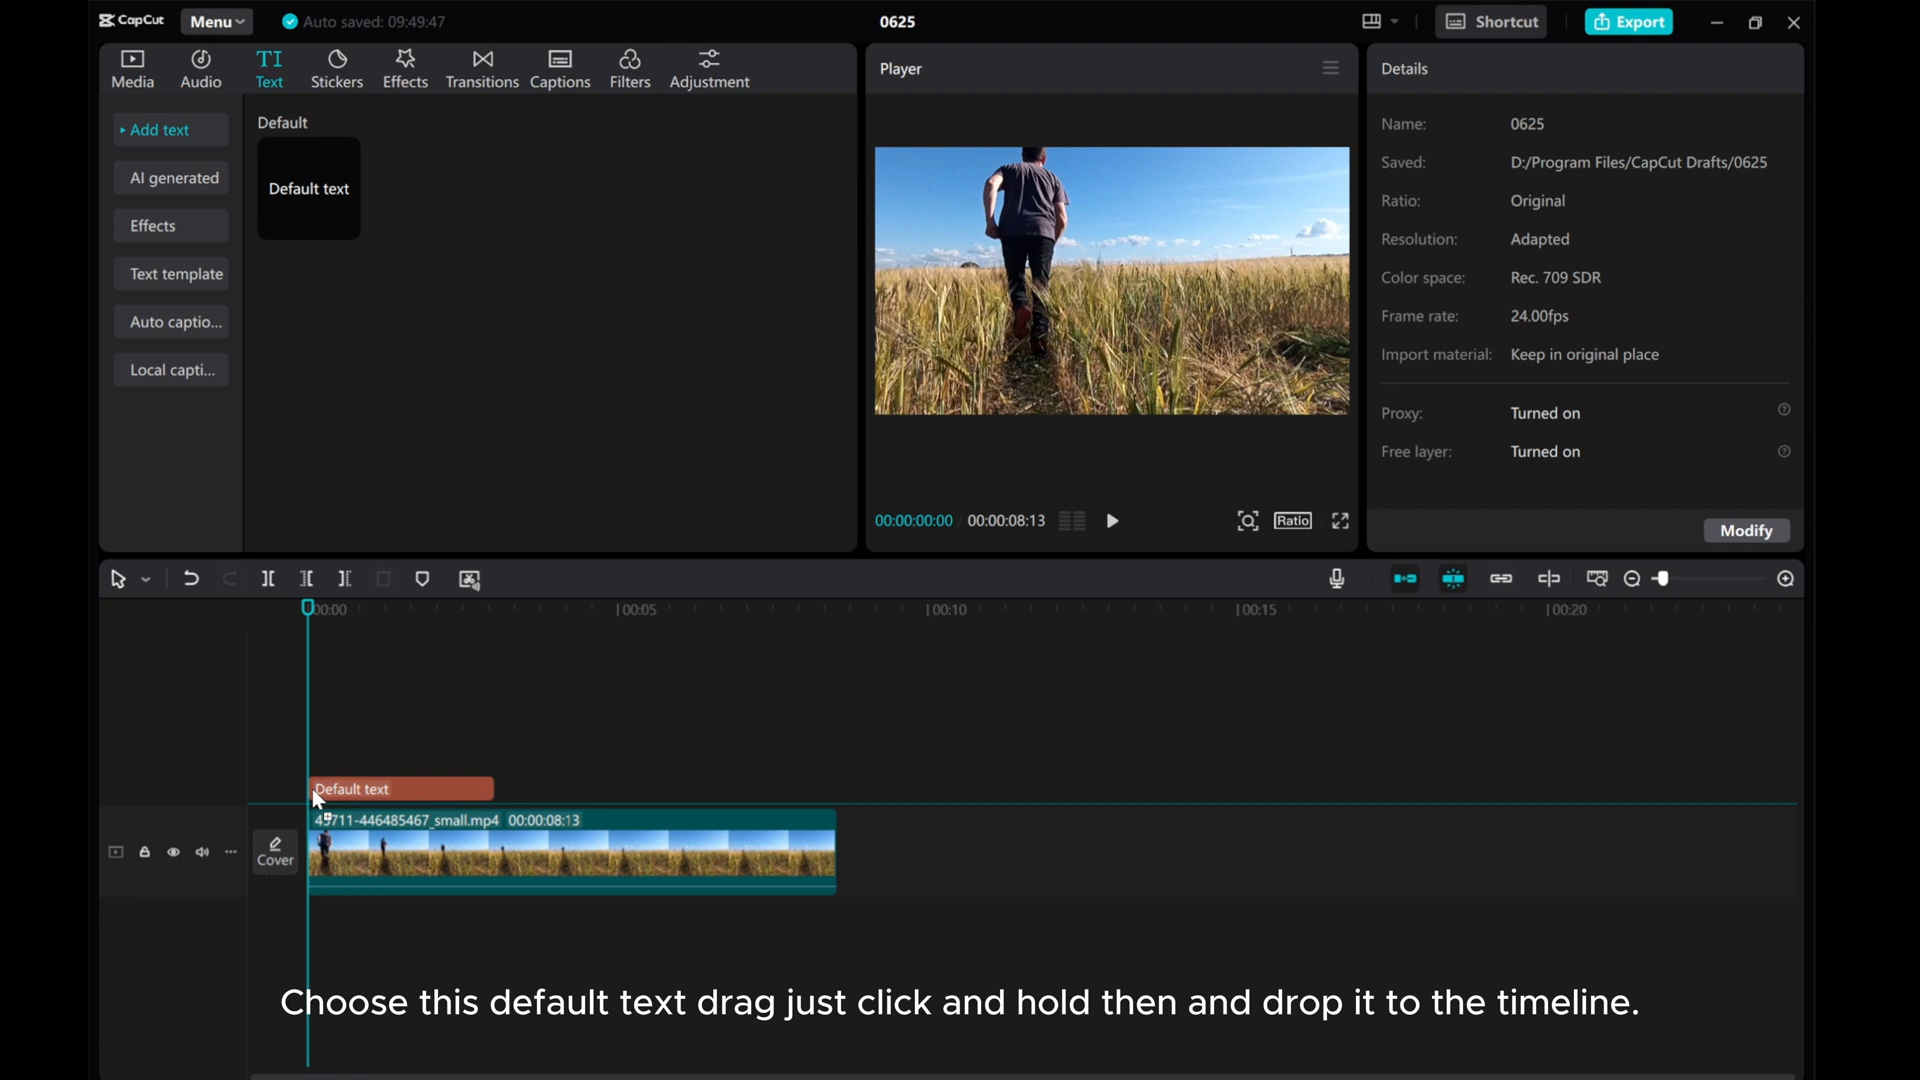 CapCut
Menu
Auto saved: 09:49:47
0625
Shortcut
Export
Media
Audio
TI
Text
Stickers
Effects
Transitions
Captions
Filters
Adjustment
Add text
AI generated
Effects
Text template
Auto captio...
Local capti...
Default
Default text
Player
00:00:00:00 / 00:00:08:13
Ratio
Details
Name: 0625
Saved: D:/Program Files/CapCut Drafts/0625
Ratio: Original
Resolution: Adapted
Color space: Rec. 709 SDR
Frame rate: 24.00fps
Import material: Keep in original place
Proxy: Turned on
Free layer: Turned on
Modify
00:00
00:05
00:10
00:15
00:20
Default text
43711-446485467_small.mp4 00:00:08:13
Cover
Choose this default text drag just click and hold then and drop it to the timeline.